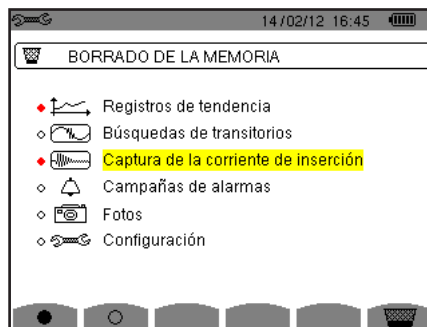 14/02/12 16:45
BORRADO DE LA MEMORIA
Registros de tendencia
Búsquedas de transitorios
Captura de la corriente de inserción
Campañas de alarmas
Fotos
Configuración